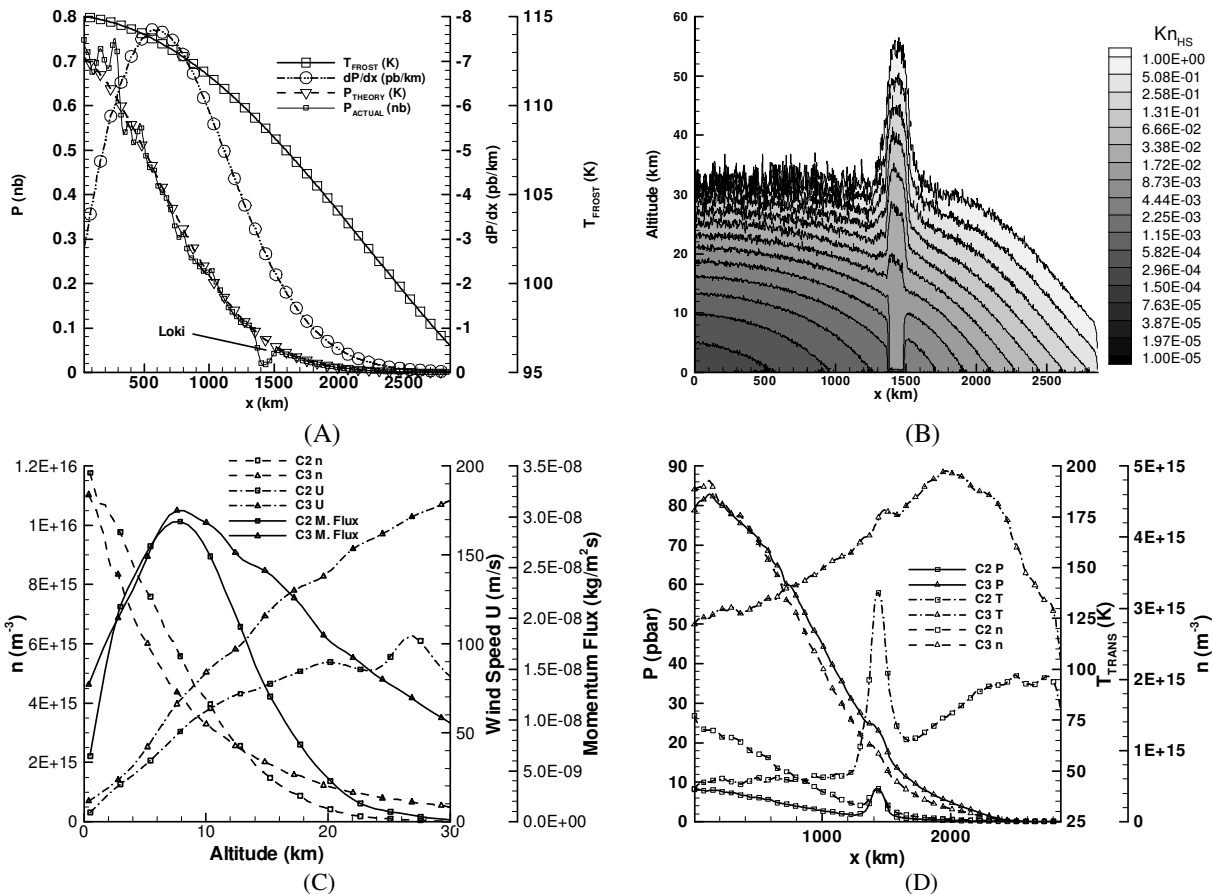 0.8
0.7
0.6
0.5
0.4
0.3
0.2
0.1
0
P (nb)
500
1000
1500
2000
2500
x (km)
-8
-7
-6
-5
-4
-3
-2
-1
0
dP/dx (pb/km)
115
110
105
100
95
T_FROST (K)
T_FROST (K)
dP/dx (pb/km)
P_THEORY (K)
P_ACTUAL (nb)
Loki
(A)
60
50
40
30
20
10
0
Altitude (km)
0
500
1000
1500
2000
2500
x (km)
Kn_HS
1.00E+00
5.08E-01
2.58E-01
1.31E-01
6.66E-02
3.38E-02
1.72E-02
8.73E-03
4.44E-03
2.25E-03
1.15E-03
5.82E-04
2.96E-04
1.50E-04
7.63E-05
3.87E-05
1.97E-05
1.00E-05
(B)
1.2E+16
1E+16
8E+15
6E+15
4E+15
2E+15
0
n (m⁻³)
0
10
20
30
Altitude (km)
200
150
100
50
0
Wind Speed U (m/s)
3.5E-08
3.0E-08
2.5E-08
2.0E-08
1.5E-08
1.0E-08
5.0E-09
0.0E+00
Momentum Flux (kg/m²s)
C2 n
C3 n
C2 U
C3 U
C2 M. Flux
C3 M. Flux
(C)
90
80
70
60
50
40
30
20
10
0
P (pbar)
1000
2000
x (km)
200
175
150
125
100
75
50
25
T_TRANS (K)
5E+15
4E+15
3E+15
2E+15
1E+15
0
n (m⁻³)
C2 P
C3 P
C2 T
C3 T
C2 n
C3 n
(D)